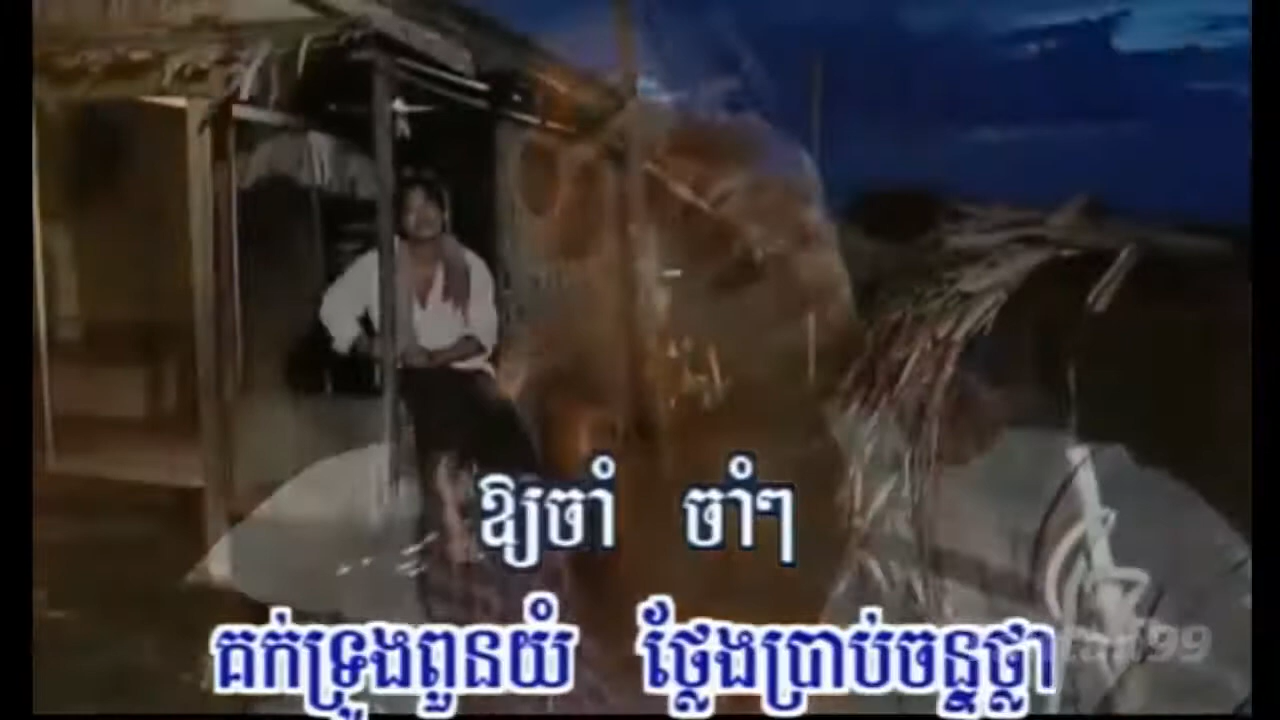 ឱ្យចាំ ចាំៗ
គក់ទ្រូងពួនយំ ថ្លែងប្រាប់ចន្ទថ្លា